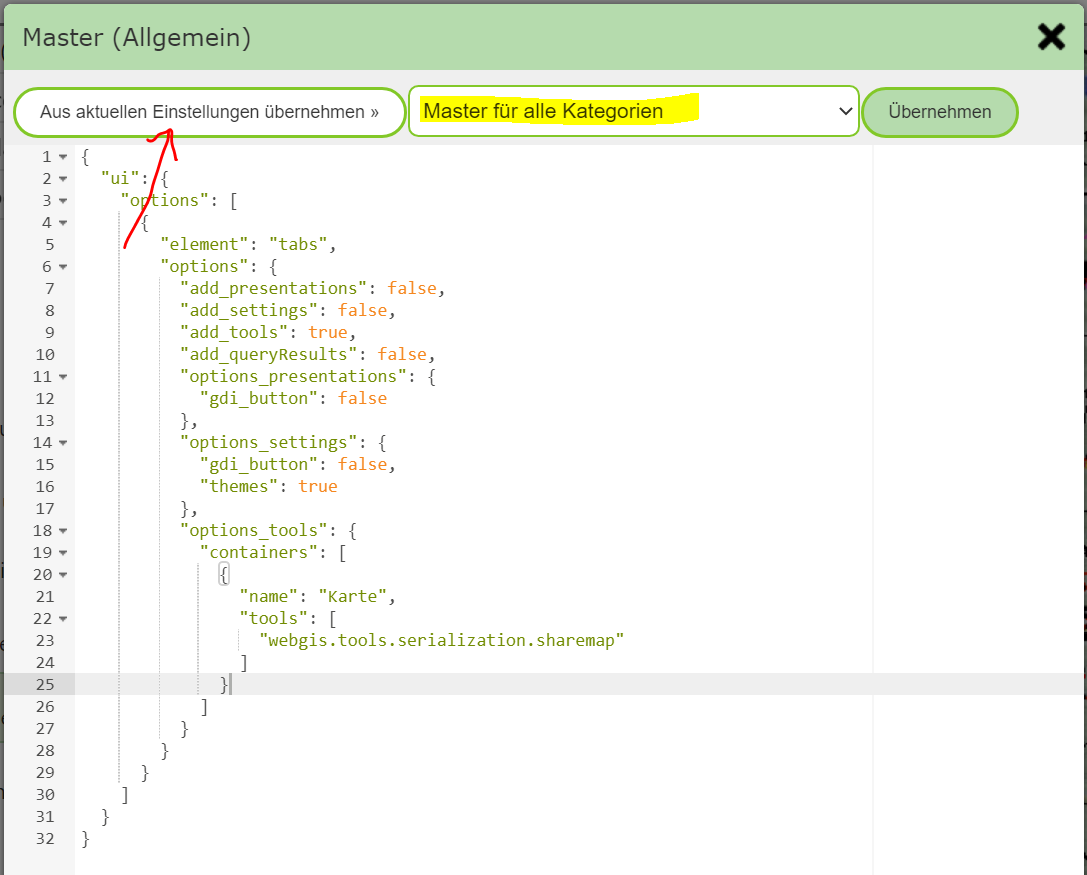 Master (Allgemein)
Aus aktuellen Einstellungen übernehmen » Master für alle Kategorien Übernehmen
1 {
2 "ui": {
3 "options": [
4 {
5 "element": "tabs",
6 "options": {
7 "add_presentations": false,
8 "add_settings": false,
9 "add_tools": true,
10 "add_queryResults": false,
11 "options_presentations": {
12 "gdi_button": false
13 },
14 "options_settings": {
15 "gdi_button": false,
16 "themes": true
17 },
18 "options_tools": {
19 "containers": [
20 {
21 "name": "Karte",
22 "tools": [
23 "webgis.tools.serialization.sharemap"
24 ]
25 }
26 ]
27 }
28 }
29 }
30 ]
31 }
32 }